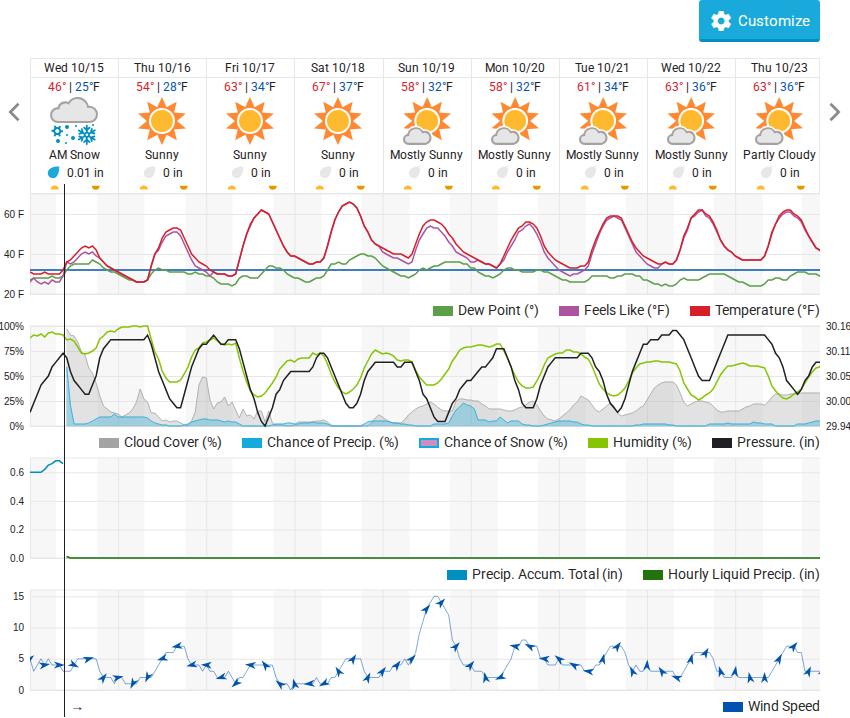 Customize
Wed 10/15 Thu 10/16 Fri 10/17 Sat 10/18 Sun 10/19 Mon 10/20 Tue 10/21 Wed 10/22 Thu 10/23
46° | 25°F 54° | 28°F 63° | 34°F 67° | 37°F 58° | 32°F 58° | 32°F 61° | 34°F 63° | 36°F 63° | 36°F
AM Snow Sunny Sunny Sunny Mostly Sunny Mostly Sunny Mostly Sunny Mostly Sunny Partly Cloudy
0.01 in 0 in 0 in 0 in 0 in 0 in 0 in 0 in 0 in
60 F
40 F
20 F
Dew Point (°) Feels Like (°F) Temperature (°F)
100% 30.16
75% 30.11
50% 30.05
25% 30.00
0% 29.94
Cloud Cover (%) Chance of Precip. (%) Chance of Snow (%) Humidity (%) Pressure. (in)
0.6
0.4
0.2
0.0
Precip. Accum. Total (in) Hourly Liquid Precip. (in)
15
10
5
0
→ Wind Speed